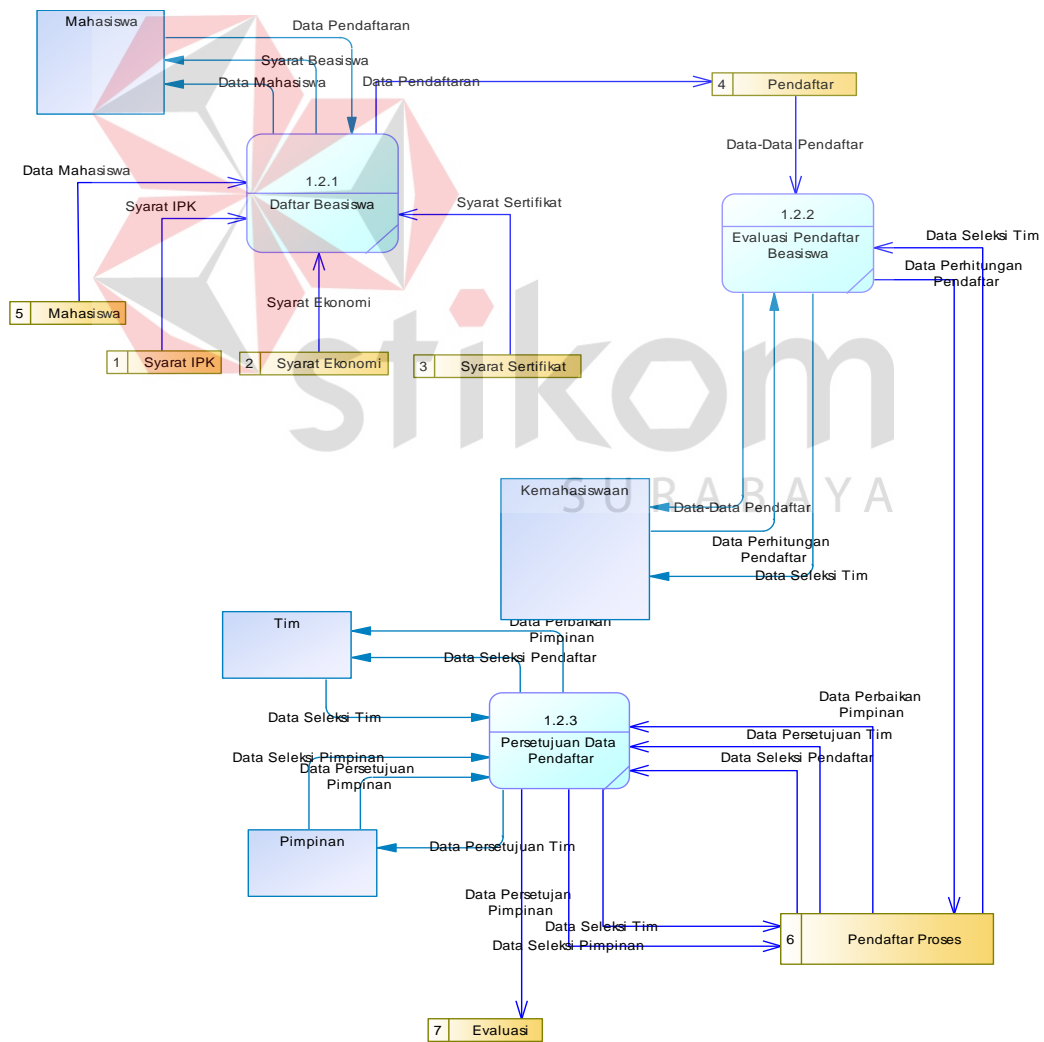 Mahasiswa
Data Pendaftaran
Syarat Beasiswa
Data Mahasiswa
Data Pendaftaran
4 Pendaftar
Data-Data Pendaftar
Data Mahasiswa
1.2.1
Daftar Beasiswa
Syarat IPK
Syarat Sertifikat
1.2.2
Evaluasi Pendaftar
Beasiswa
Data Seleksi Tim
Data Perhitungan
Pendaftar
Syarat Ekonomi
5 Mahasiswa
1 Syarat IPK
2 Syarat Ekonomi
3 Syarat Sertifikat
stikom
SURABAYA
Kemahasiswaan
Data-Data Pendaftar
Data Perhitungan
Pendaftar
Data Seleksi Tim
Tim
Data Perbaikan
Pimpinan
Data Seleksi Pendaftar
Data Seleksi Tim
1.2.3
Persetujuan Data
Pendaftar
Data Perbaikan
Pimpinan
Data Persetujuan Tim
Data Seleksi Pendaftar
Data Seleksi Pimpinan
Data Persetujuan
Pimpinan
Pimpinan
Data Persetujuan Tim
Data Persetujan
Pimpinan
Data Seleksi Tim
Data Seleksi Pimpinan
6 Pendaftar Proses
7 Evaluasi